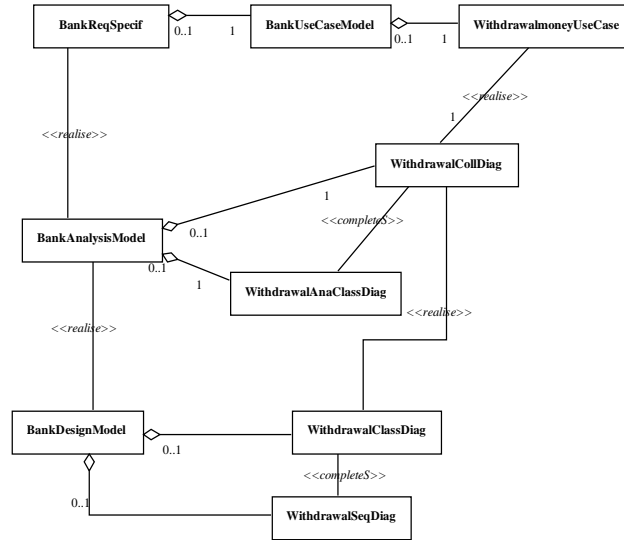 BankReqSpecif
BankUseCaseModel
WithdrawalmoneyUseCase
0..1
1
0..1
1
<<realise>>
<<realise>>
1
WithdrawalCollDiag
1
<<completeS>>
BankAnalysisModel
0..1
0..1
1
WithdrawalAnaClassDiag
<<realise>>
<<realise>>
BankDesignModel
WithdrawalClassDiag
0..1
<<completeS>>
0..1
WithdrawalSeqDiag